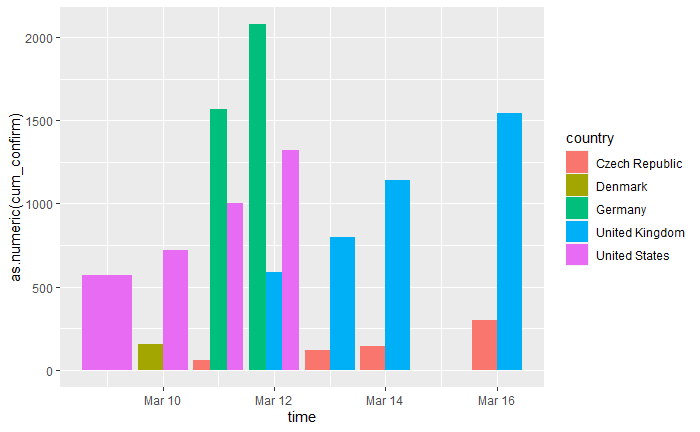 as.numeric(cum_confirm)
2000
1500
1000
500
0
Mar 10
Mar 12
Mar 14
Mar 16
time
country
Czech Republic
Denmark
Germany
United Kingdom
United States